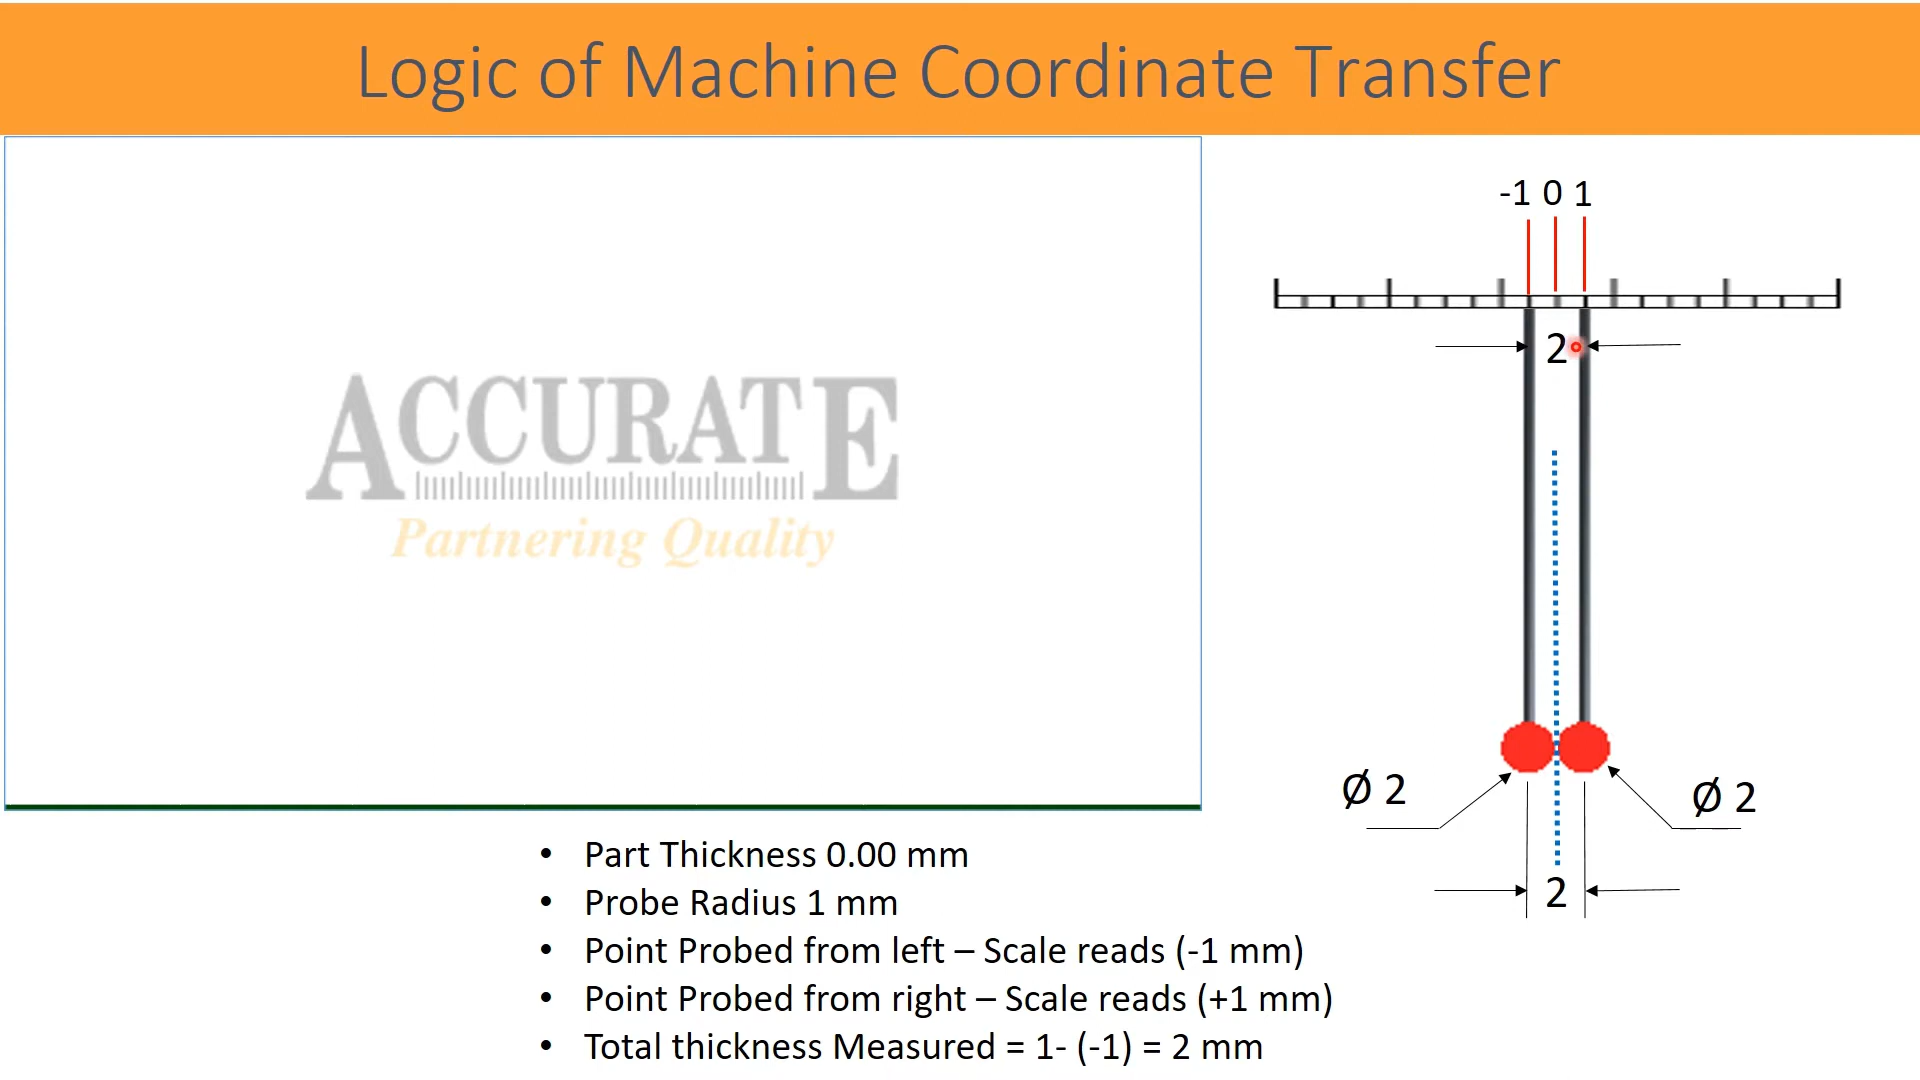 Logic of Machine Coordinate Transfer
-1 0 1
2
ACCURATE
Partnering Quality
Ø 2
Ø 2
2
• Part Thickness 0.00 mm
• Probe Radius 1 mm
• Point Probed from left – Scale reads (-1 mm)
• Point Probed from right – Scale reads (+1 mm)
• Total thickness Measured = 1- (-1) = 2 mm